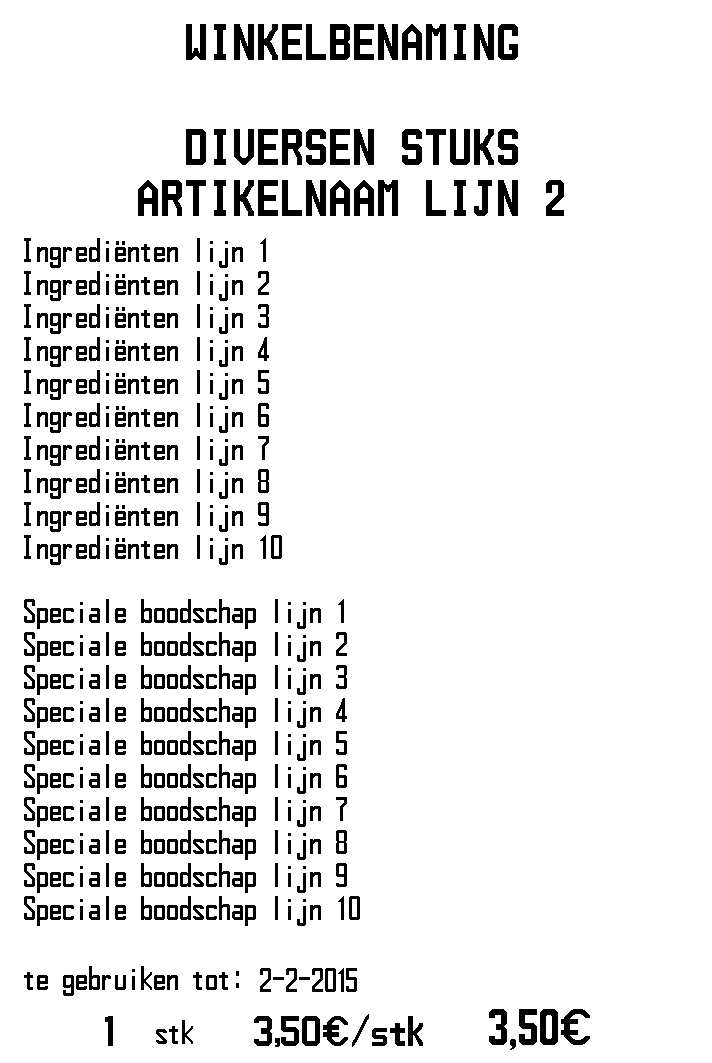 WINKELBENAMING
DIVERSEN STUKS
ARTIKELNAAM LIJN 2
Ingrediënten lijn 1
Ingrediënten lijn 2
Ingrediënten lijn 3
Ingrediënten lijn 4
Ingrediënten lijn 5
Ingrediënten lijn 6
Ingrediënten lijn 7
Ingrediënten lijn 8
Ingrediënten lijn 9
Ingrediënten lijn 10
Speciale boodschap lijn 1
Speciale boodschap lijn 2
Speciale boodschap lijn 3
Speciale boodschap lijn 4
Speciale boodschap lijn 5
Speciale boodschap lijn 6
Speciale boodschap lijn 7
Speciale boodschap lijn 8
Speciale boodschap lijn 9
Speciale boodschap lijn 10
te gebruiken tot: 2-2-2015
1 stk 3,50€/stk 3,50€